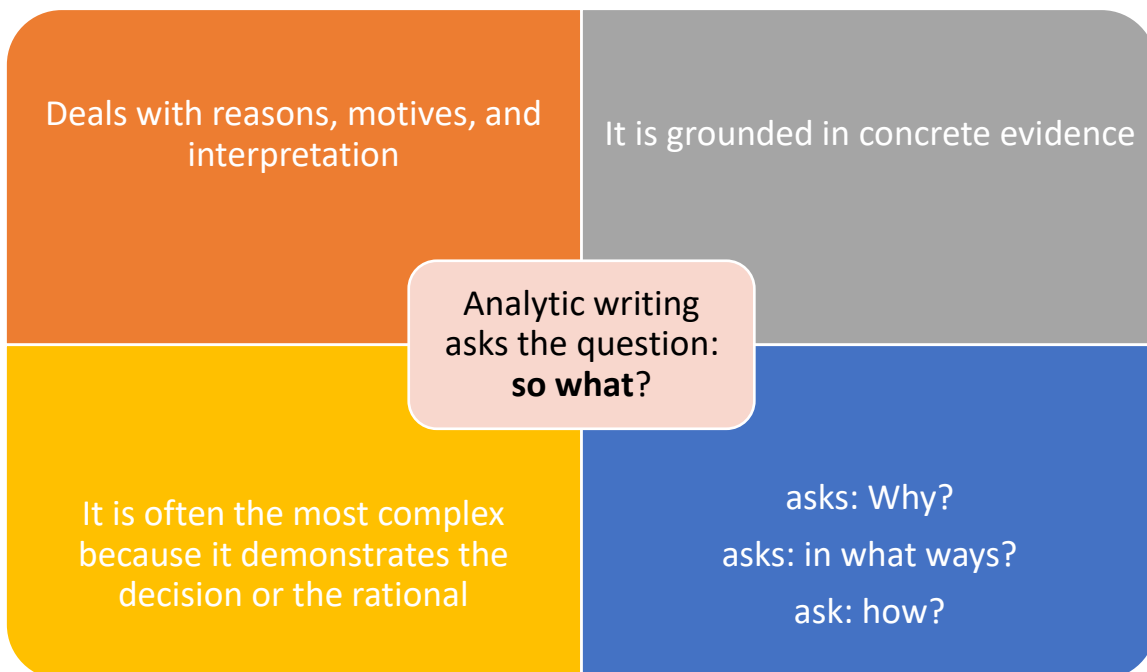 Deals with reasons, motives, and
interpretation
It is grounded in concrete evidence
Analytic writing
asks the question:
so what?
It is often the most complex
because it demonstrates the
decision or the rational
asks: Why?
asks: in what ways?
ask: how?